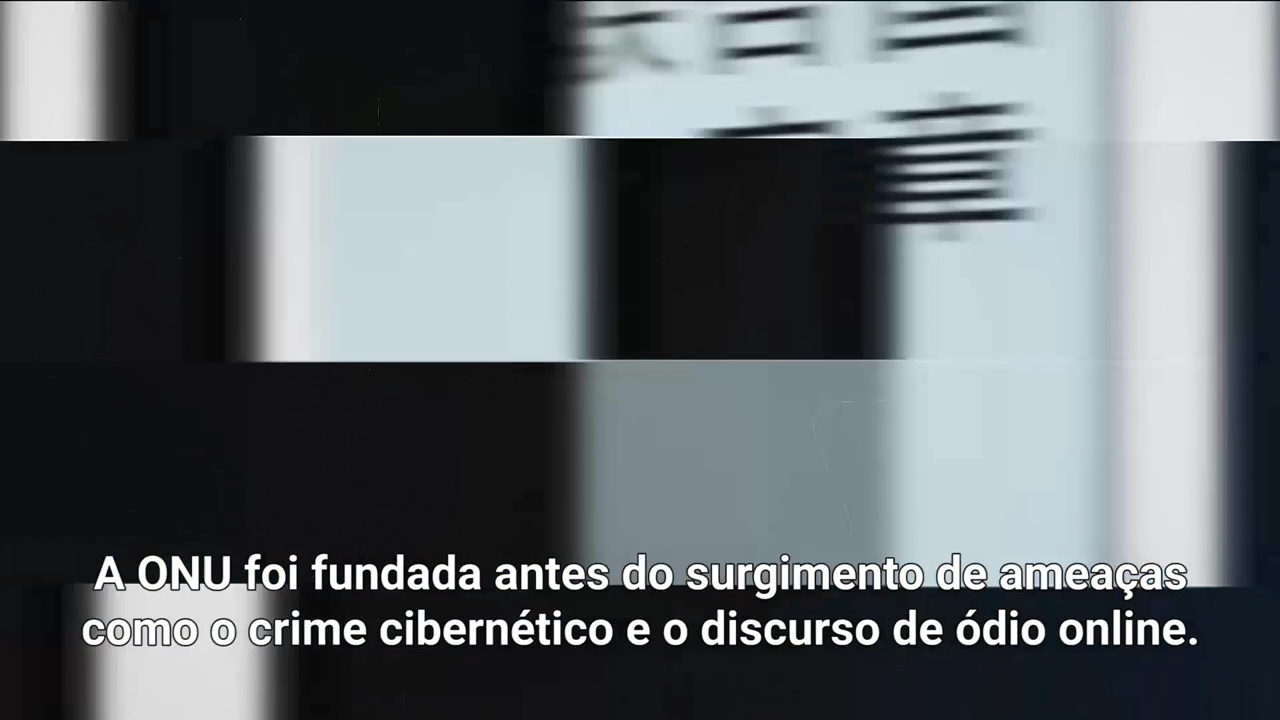 A ONU foi fundada antes do surgimento de ameaças
como o crime cibernético e o discurso de ódio online.